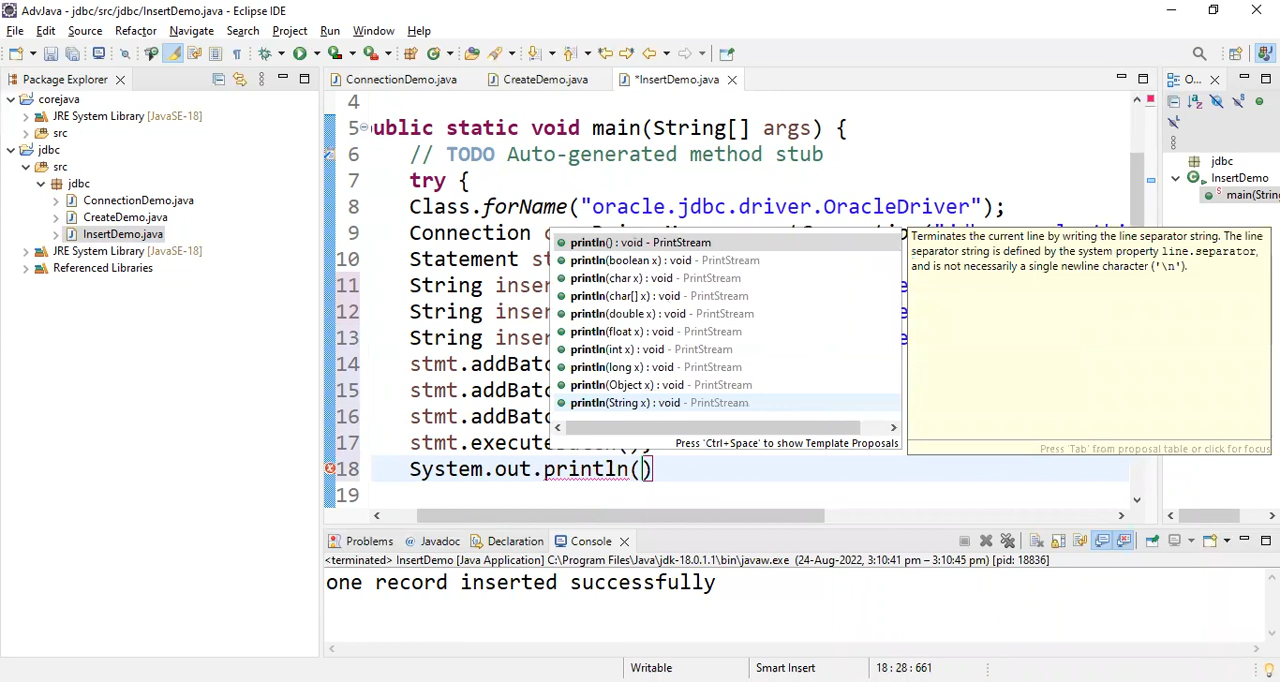 AdvJava - jdbc/src/jdbc/InsertDemo.java - Eclipse IDE
File Edit Source Refactor Navigate Search Project Run Window Help
Package Explorer
ConnectionDemo.java CreateDemo.java *InsertDemo.java
O...
corejava
JRE System Library [JavaSE-18]
src
jdbc
src
jdbc
ConnectionDemo.java
CreateDemo.java
InsertDemo.java
JRE System Library [JavaSE-18]
Referenced Libraries
4
5 ublic static void main(String[] args) {
6 // TODO Auto-generated method stub
7 try {
8 Class.forName("oracle.jdbc.driver.OracleDriver");
9 Connection
10 Statement st
11 String inser
12 String inser
13 String inser
14 stmt.addBatc
15 stmt.addBatc
16 stmt.addBatc
17 stmt.execute
18 System.out.println()
19
println() : void - PrintStream
println(boolean x) : void - PrintStream
println(char x) : void - PrintStream
println(char[] x) : void - PrintStream
println(double x) : void - PrintStream
println(float x) : void - PrintStream
println(int x) : void - PrintStream
println(long x) : void - PrintStream
println(Object x) : void - PrintStream
println(String x) : void - PrintStream
Press 'Ctrl+Space' to show Template Proposals
Terminates the current line by writing the line separator string. The line
separator string is defined by the system property line.separator,
and is not necessarily a single newline character ('\n').
Press 'Tab' from proposal table or click for focus
jdbc
InsertDemo
main(String
Problems Javadoc Declaration Console
<terminated> InsertDemo [Java Application] C:\Program Files\Java\jdk-18.0.1.1\bin\javaw.exe (24-Aug-2022, 3:10:41 pm – 3:10:45 pm) [pid: 18836]
one record inserted successfully
Writable Smart Insert 18 : 28 : 661